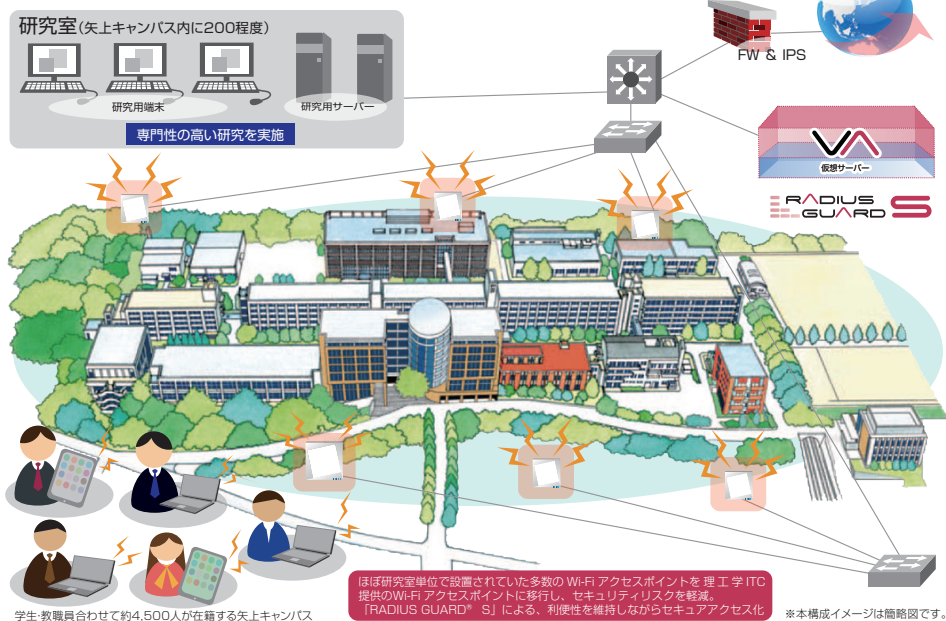 研究室(矢上キャンパス内に200程度)
研究用端末
研究用サーバー
専門性の高い研究を実施
FW & IPS
仮想サーバー
RADIUS
GUARD S
ほぼ研究室単位で設置されていた多数の Wi-Fi アクセスポイントを 理工学 ITC
提供のWi-Fi アクセスポイントに移行し、セキュリティリスクを軽減。
「RADIUS GUARD® S」による、利便性を維持しながらセキュアアクセス化
学生・教職員合わせて約4,500人が在籍する矢上キャンパス
※本構成イメージは簡略図です。